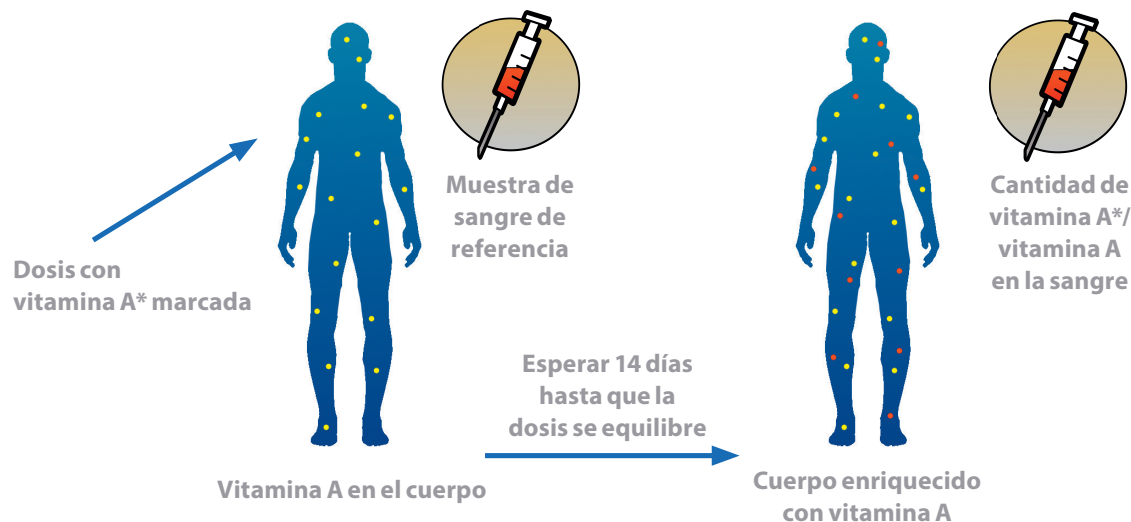 Muestra de
sangre de
referencia
Cantidad de
vitamina A*/
vitamina A
en la sangre
Dosis con
vitamina A* marcada
Esperar 14 días
hasta que la
dosis se equilibre
Vitamina A en el cuerpo
Cuerpo enriquecido
con vitamina A